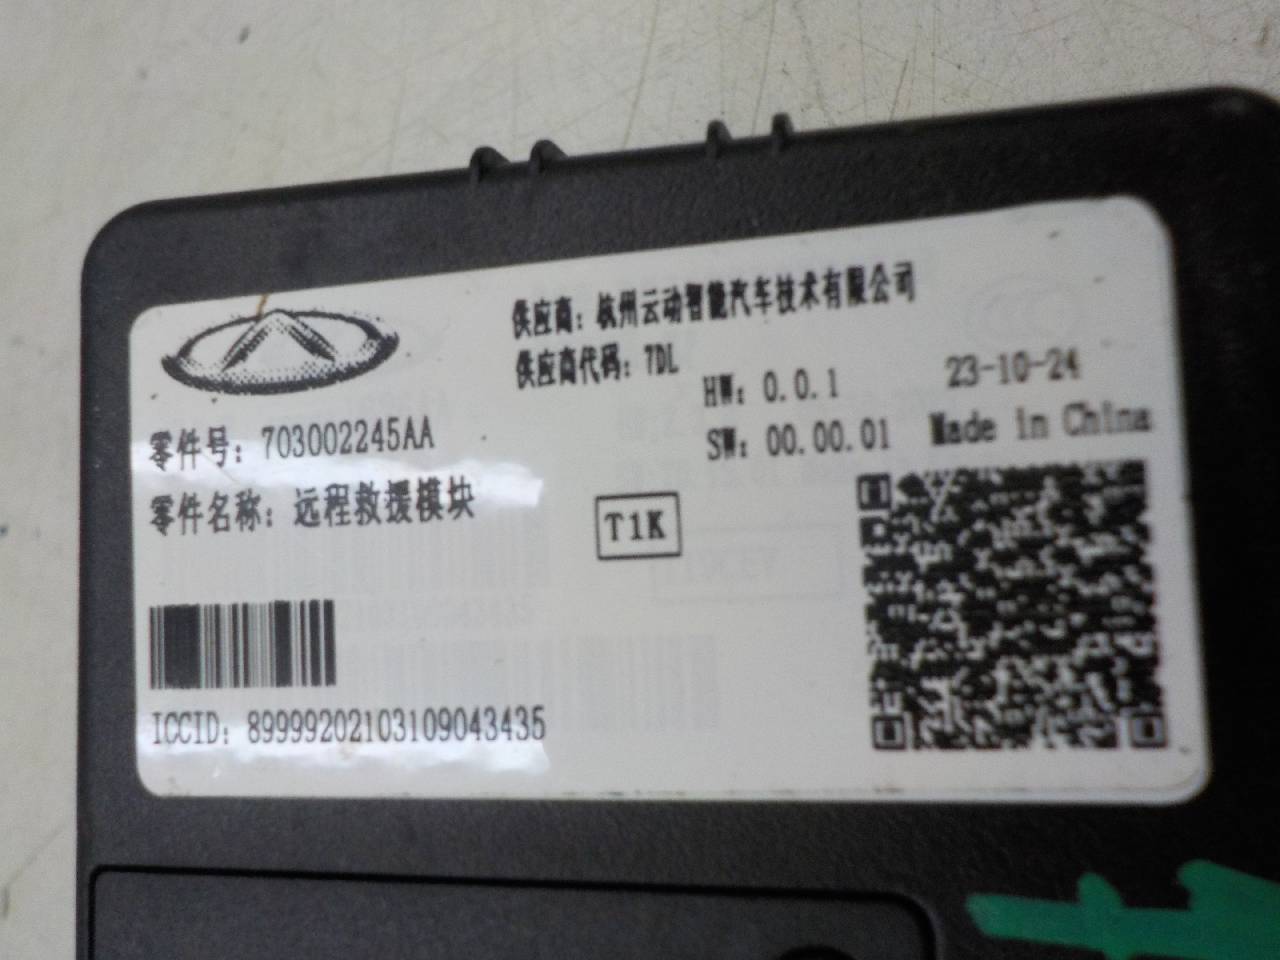 供应商：杭州云动智能汽车技术有限公司
供应商代码：7DL
HW：0.0.1
23-10-24
零件号：703002245AA
SW：00.00.01
Made in China
零件名称：远程救援模块
T1K
ICCID：89999202103109043435